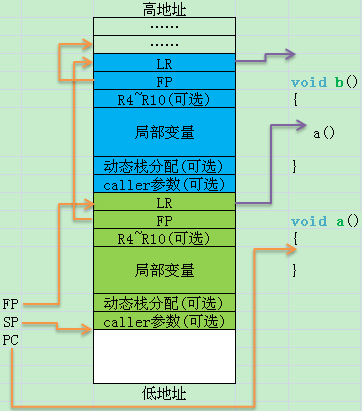 高地址
······
······
LR
FP
R4~R10(可选)
局部变量
动态栈分配(可选)
caller参数(可选)
LR
FP
R4~R10(可选)
局部变量
动态栈分配(可选)
caller参数(可选)
低地址
FP
SP
PC
void b()
{
a()
}
void a()
{
}